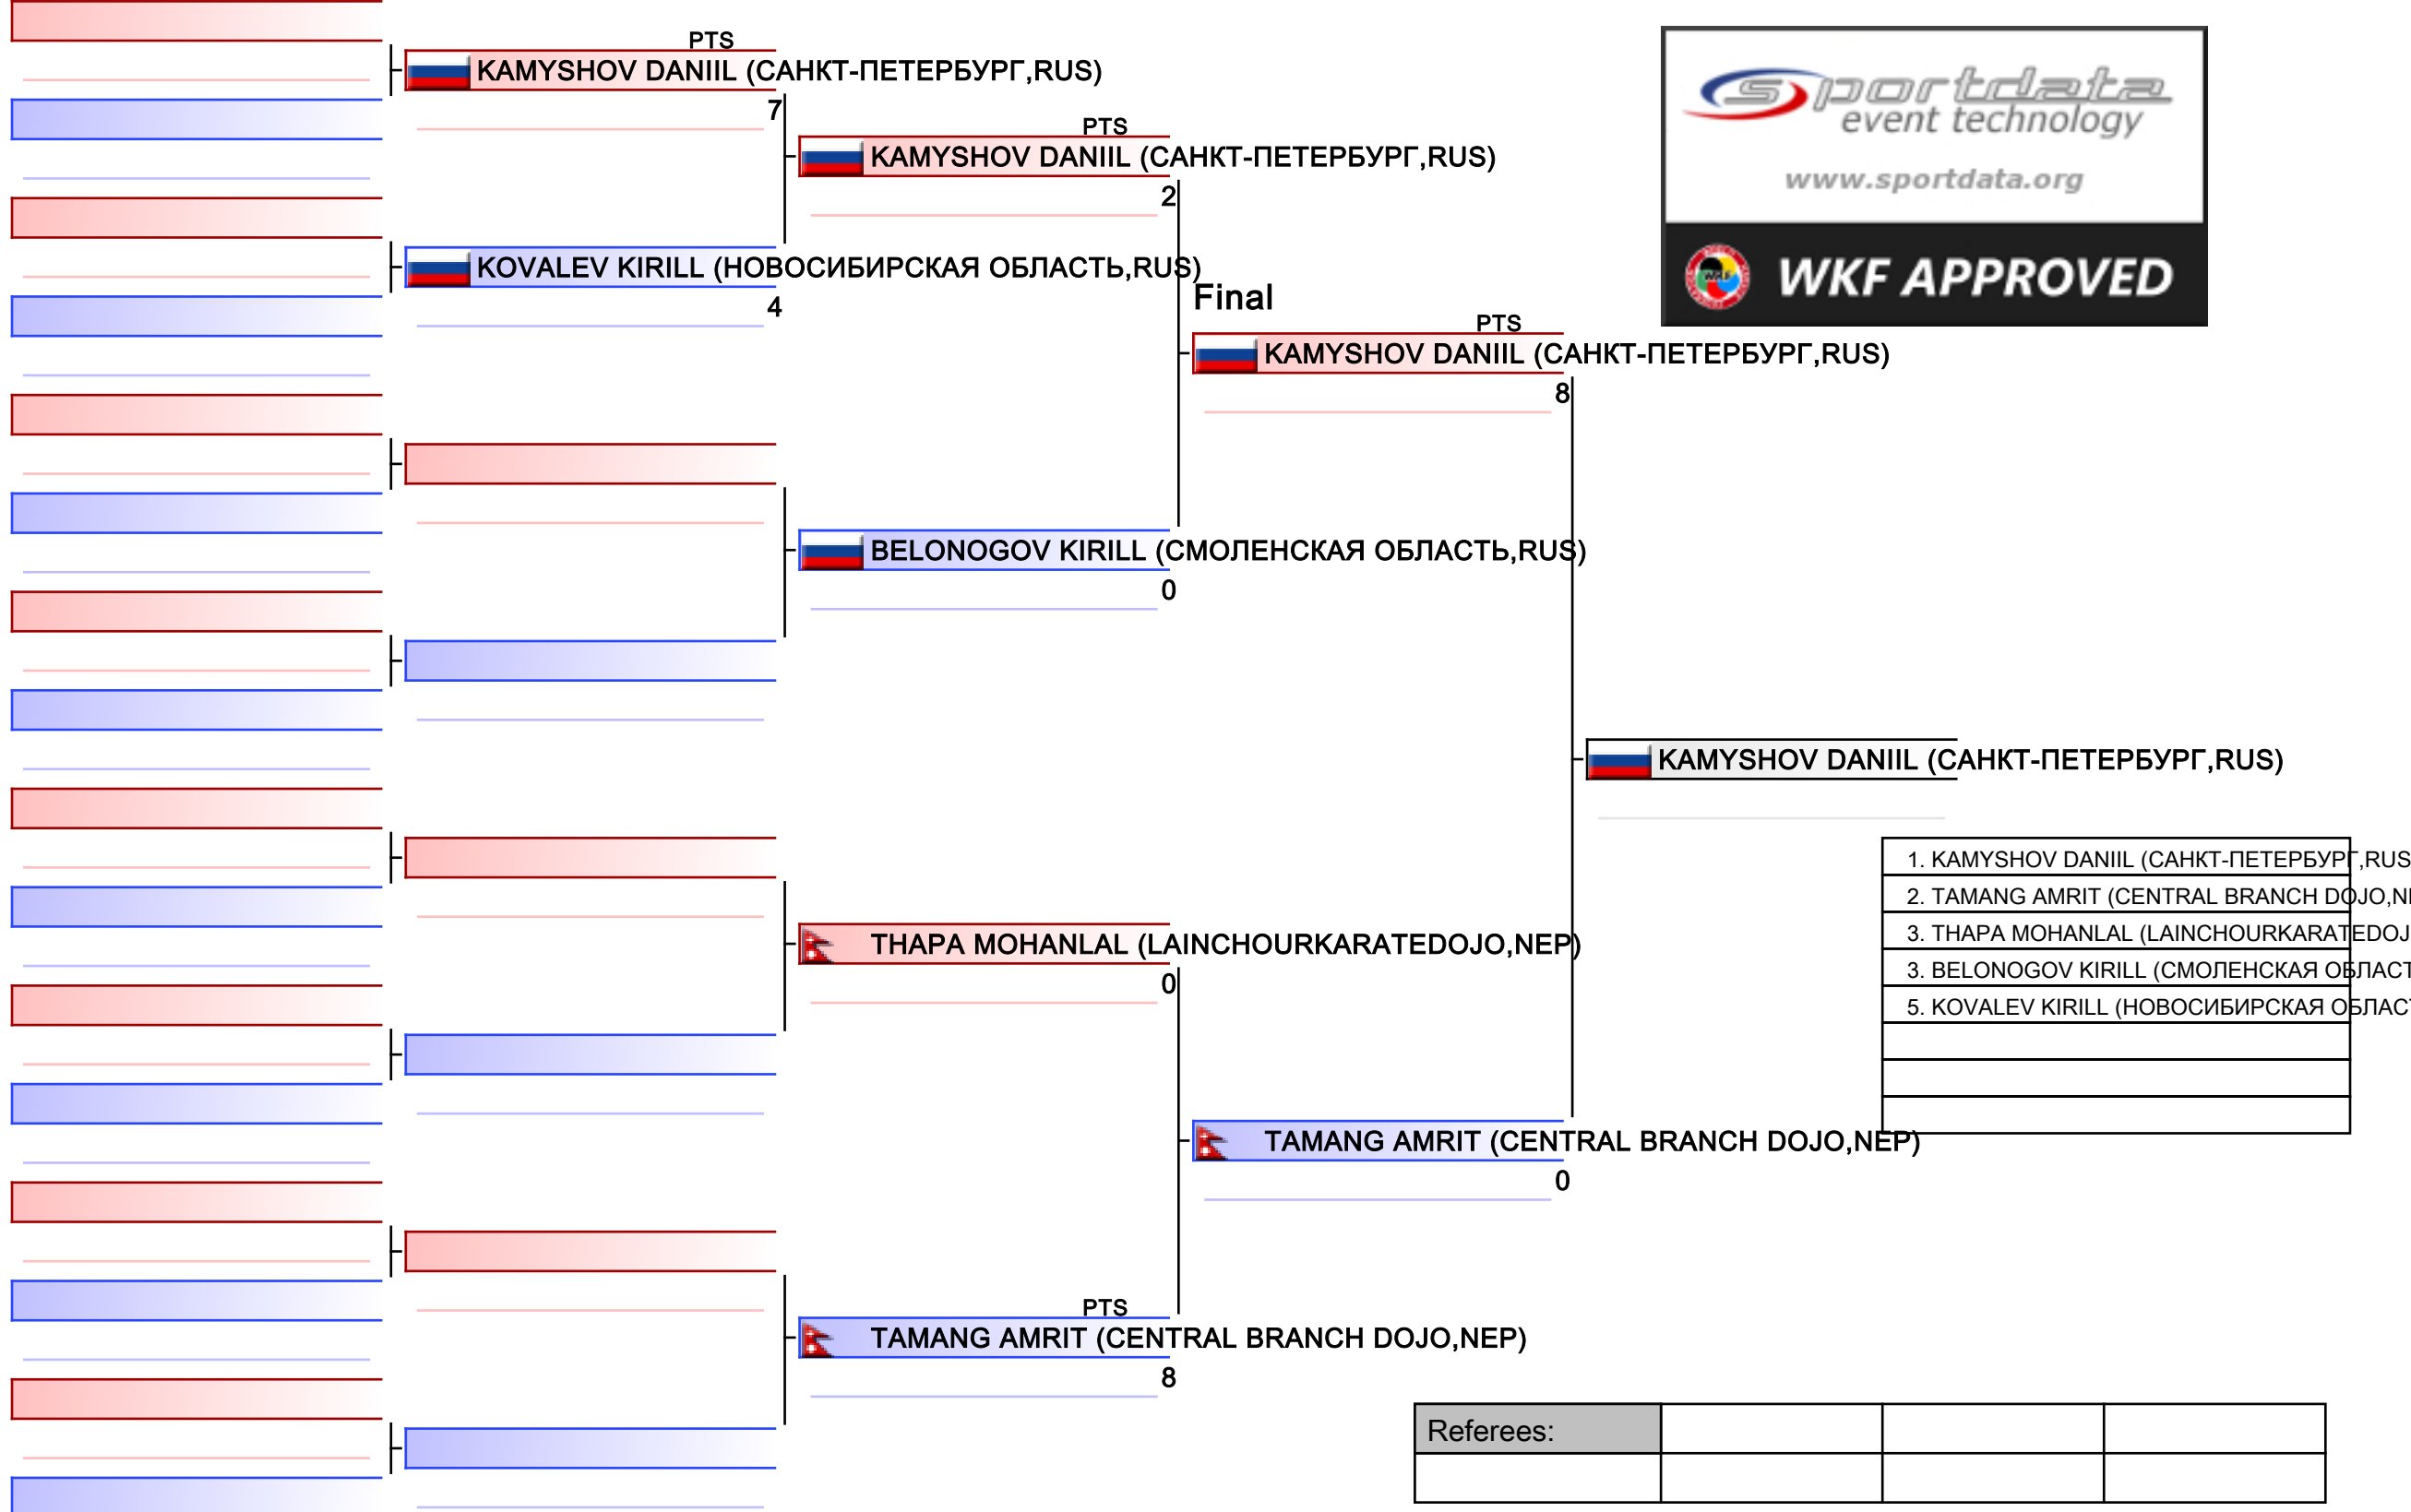 PTS
KAMYSHOV DANIIL (САНКТ-ПЕТЕРБУРГ,RUS)
7
PTS
KAMYSHOV DANIIL (САНКТ-ПЕТЕРБУРГ,RUS)
2
KOVALEV KIRILL (НОВОСИБИРСКАЯ ОБЛАСТЬ,RUS)
4
Final
PTS
KAMYSHOV DANIIL (САНКТ-ПЕТЕРБУРГ,RUS)
8
BELONOGOV KIRILL (СМОЛЕНСКАЯ ОБЛАСТЬ,RUS)
0
KAMYSHOV DANIIL (САНКТ-ПЕТЕРБУРГ,RUS)
THAPA MOHANLAL (LAINCHOURKARATEDOJO,NEP)
0
TAMANG AMRIT (CENTRAL BRANCH DOJO,NEP)
0
PTS
TAMANG AMRIT (CENTRAL BRANCH DOJO,NEP)
8
sportdata
event technology
www.sportdata.org
WKF
WKF APPROVED
1. KAMYSHOV DANIIL (САНКТ-ПЕТЕРБУРГ,RUS
2. TAMANG AMRIT (CENTRAL BRANCH DOJO,N
3. THAPA MOHANLAL (LAINCHOURKARATEDOJ
3. BELONOGOV KIRILL (СМОЛЕНСКАЯ ОБЛАСТ
5. KOVALEV KIRILL (НОВОСИБИРСКАЯ ОБЛАС
Referees: